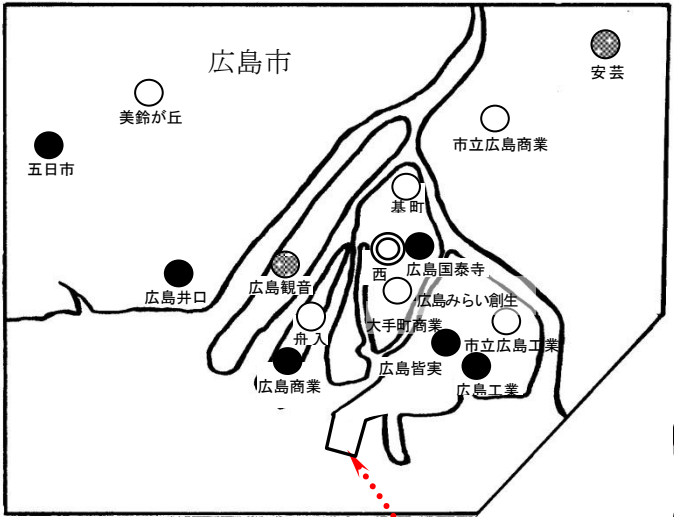 広島市
安芸
美鈴が丘
市立広島商業
五日市
基町
西
広島国泰寺
広島井口
広島観音
広島みらい創生
大手町商業
舟入
市立広島工業
広島皆実
広島商業
広島工業